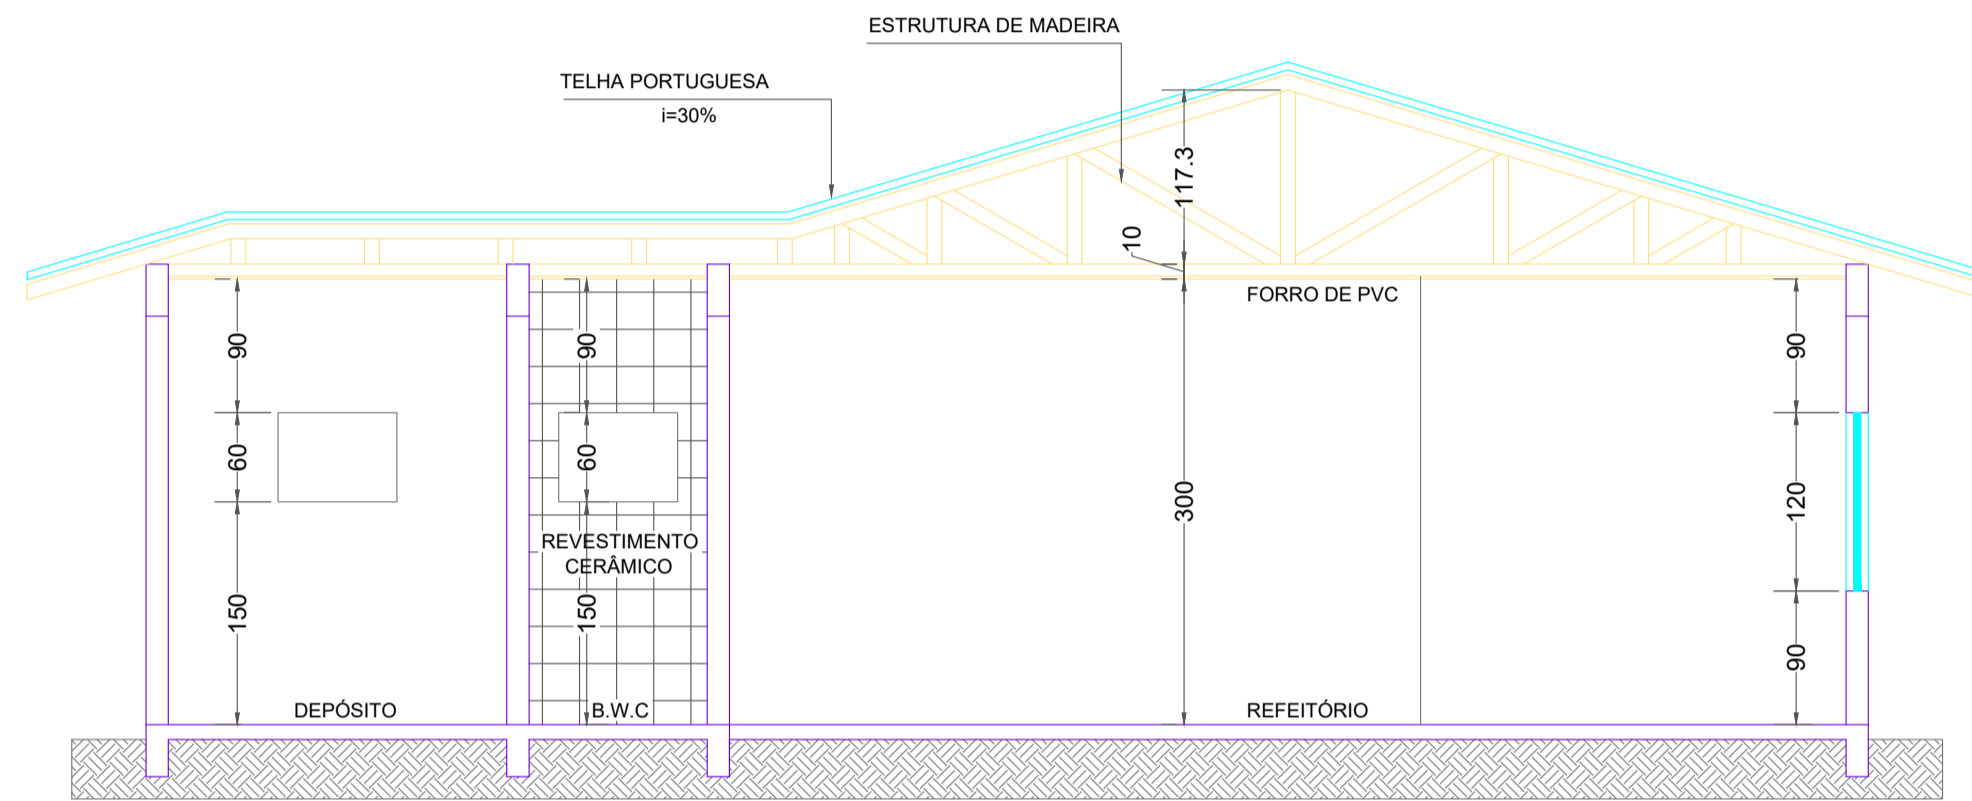 ESTRUTURA DE MADEIRA
TELHA PORTUGUESA
i=30%
117.3
10
FORRO DE PVC
90
90
90
60
60
120
300
REVESTIMENTO
CERÂMICO
150
150
90
DEPÓSITO
B.W.C
REFEITÓRIO